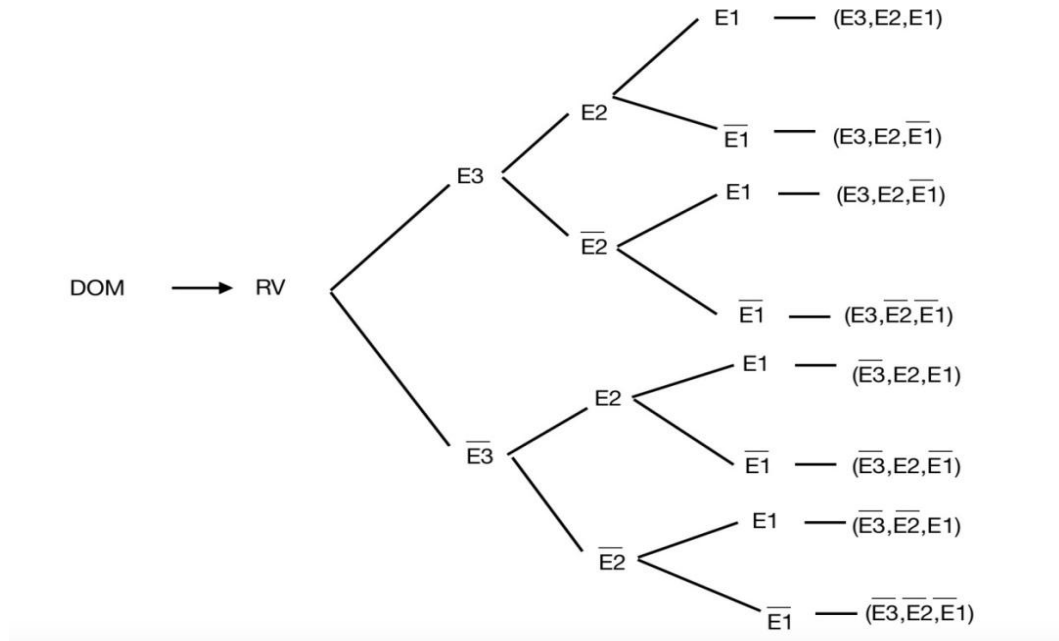 E1 — (E3,E2,E1)
E2
E̅1̅ — (E3,E2,E̅1̅)
E3
E1 — (E3,E2,E̅1)
E̅2̅
DOM → RV
E̅1̅ — (E3,E̅2̅,E̅1)
E1 — (E̅3,E2,E1)
E2
E̅3̅
E̅1̅ — (E̅3,E2,E̅1)
E1 — (E̅3,E̅2,E1)
E̅2̅
E̅1̅ — (E̅3,E̅2,E̅1)